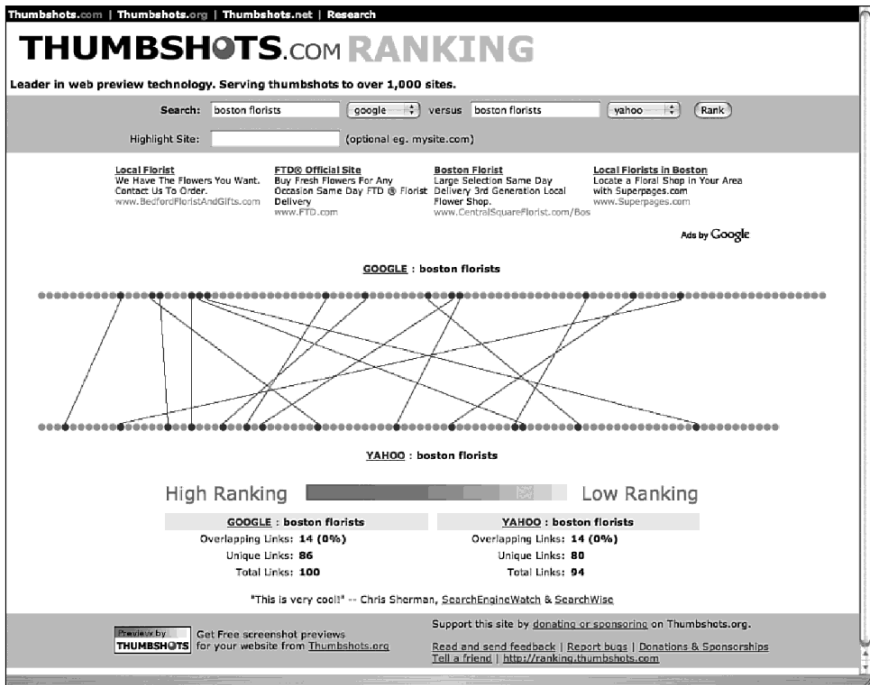 Thumbshots.com | Thumbshots.org | Thumbshots.net | Research
THUMBSHOTS.COM RANKING
Leader in web preview technology. Serving thumbshots to over 1,000 sites.
Search: boston florists google versus boston florists yahoo Rank
Highlight Site: (optional eg. mysite.com)
Local Florist
We Have The Flowers You Want.
Contact Us To Order.
www.BedfordFloristAndGifts.com
FTD® Official Site
Buy Fresh Flowers For Any
Occasion Same Day FTD ® Florist
Delivery
www.FTD.com
Boston Florist
Large Selection Same Day
Delivery 3rd Generation Local
Flower Shop.
www.CentralSquareFlorist.com/Bos
Local Florists in Boston
Locate a Floral Shop in Your Area
with Superpages.com
www.Superpages.com
Ads by Google
GOOGLE : boston florists
YAHOO : boston florists
High Ranking Low Ranking
GOOGLE : boston florists
Overlapping Links: 14 (0%)
Unique Links: 86
Total Links: 100
YAHOO : boston florists
Overlapping Links: 14 (0%)
Unique Links: 80
Total Links: 94
"This is very cool!" -- Chris Sherman, SearchEngineWatch & SearchWise
Preview by
THUMBSHOTS
Get Free screenshot previews
for your website from Thumbshots.org
Support this site by donating or sponsoring on Thumbshots.org.
Read and send feedback | Report bugs | Donations & Sponsorships
Tell a friend | http://ranking.thumbshots.com